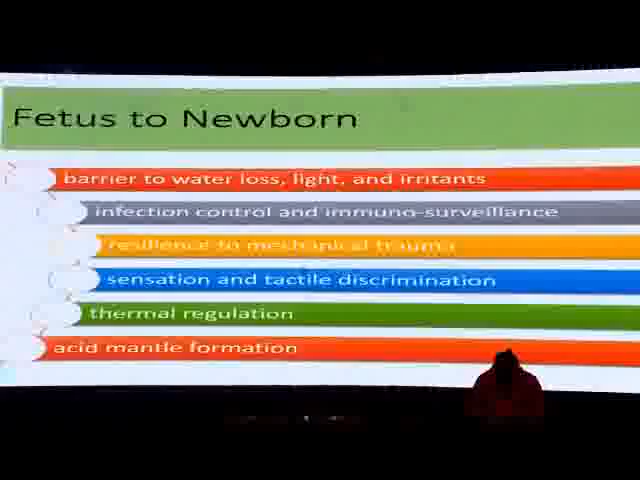 Fetus to Newborn
barrier to water loss, light, and irritants
infection control and immuno-surveillance
resilience to mechanical trauma
sensation and tactile discrimination
thermal regulation
acid mantle formation